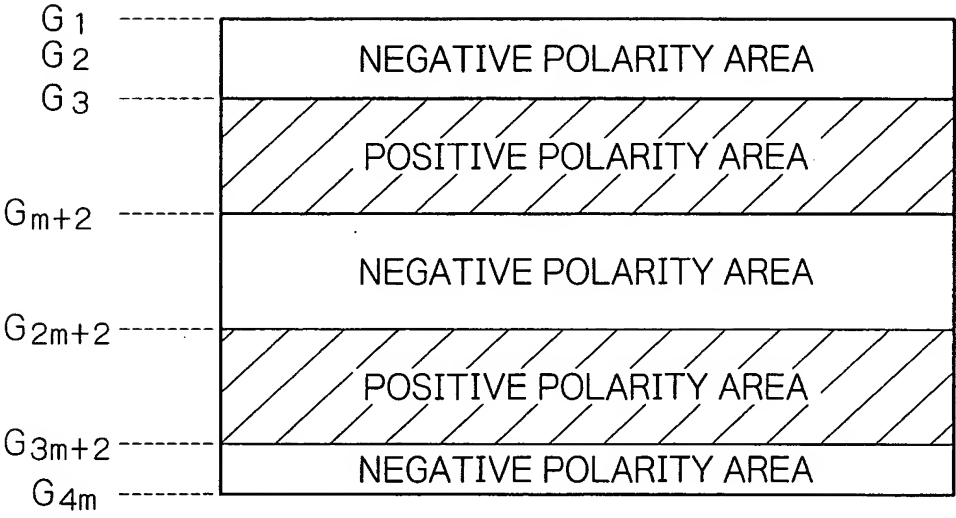 G1
G2
NEGATIVE POLARITY AREA
G3
POSITIVE POLARITY AREA
Gm+2
NEGATIVE POLARITY AREA
G2m+2
POSITIVE POLARITY AREA
G3m+2
NEGATIVE POLARITY AREA
G4m